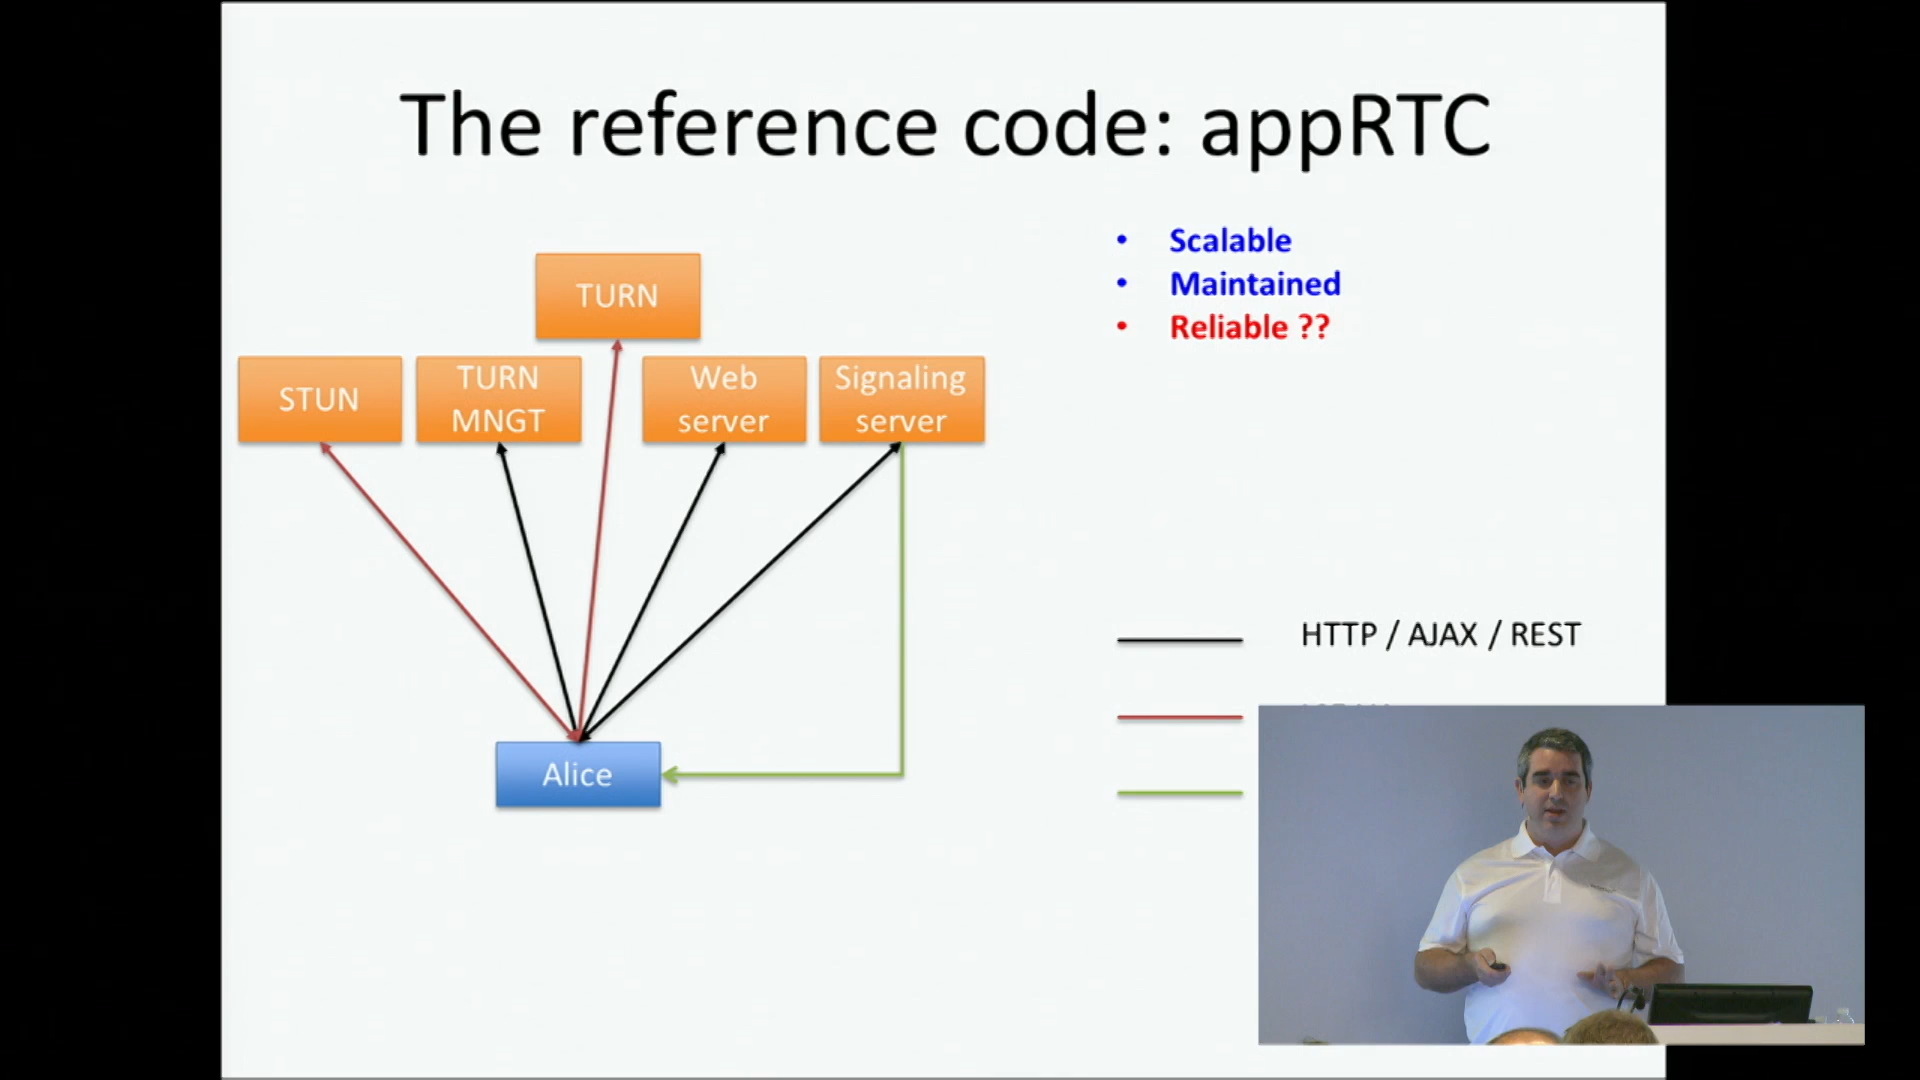 The reference code: appRTC
• Scalable
• Maintained
• Reliable ??
TURN
STUN
TURN
MNGT
Web
server
Signaling
server
Alice
HTTP / AJAX / REST